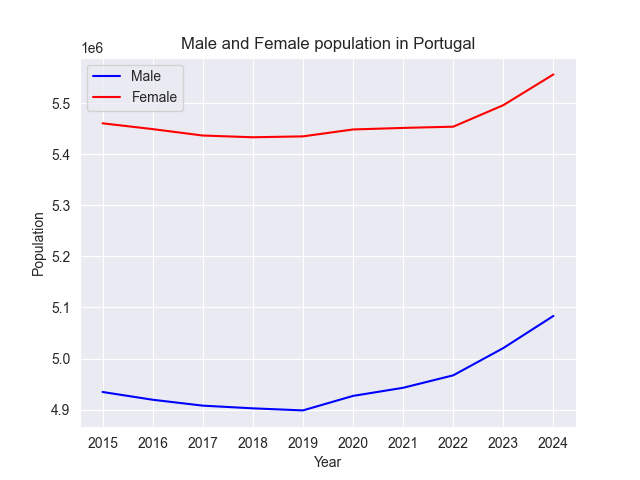 Male and Female population in Portugal
1e6
Male
Female
5.5
5.4
5.3
5.2
5.1
5.0
4.9
Population
2015 2016 2017 2018 2019 2020 2021 2022 2023 2024
Year